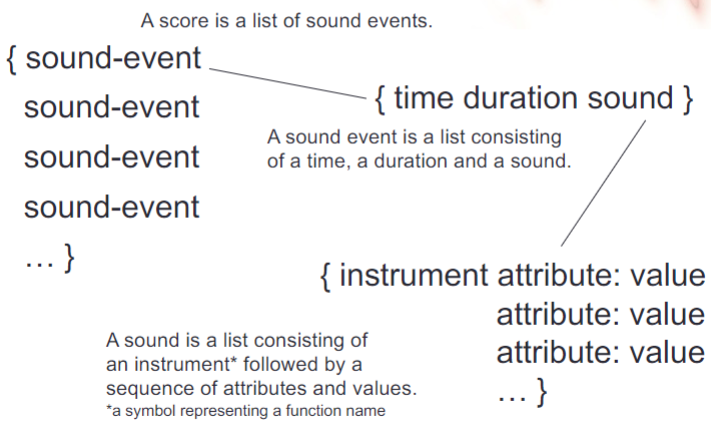 A score is a list of sound events.
{ sound-event
sound-event
sound-event
sound-event
... }
{ time duration sound }
A sound event is a list consisting
of a time, a duration and a sound.
{ instrument attribute: value
attribute: value
attribute: value
... }
A sound is a list consisting of
an instrument* followed by a
sequence of attributes and values.
*a symbol representing a function name